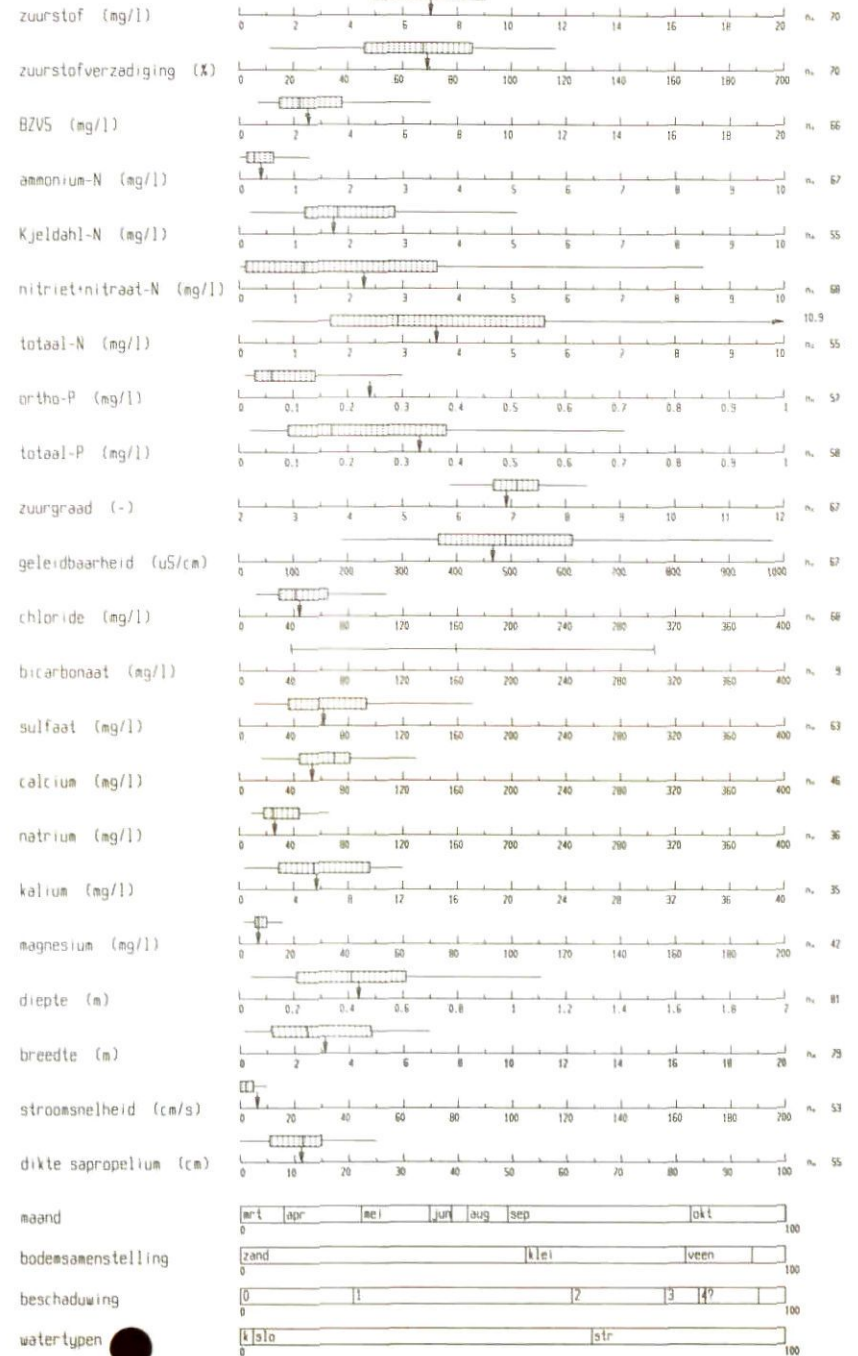 zuurstof (mg/l) 0 2 4 6 8 10 12 14 16 18 20 n= 70
zuurstofverzadiging (%) 0 20 40 60 80 100 120 140 160 180 200 n= 70
BZV5 (mg/l) 0 2 4 6 8 10 12 14 16 18 20 n= 66
ammonium-N (mg/l) 0 1 2 3 4 5 6 7 8 9 10 n= 67
Kjeldahl-N (mg/l) 0 1 2 3 4 5 6 7 8 9 10 n= 55
nitriet+nitraat-N (mg/l) 0 1 2 3 4 5 6 7 8 9 10 n= 60
10.9
totaal-N (mg/l) 0 1 2 3 4 5 6 7 8 9 10 n= 55
ortho-P (mg/l) 0 0.1 0.2 0.3 0.4 0.5 0.6 0.7 0.8 0.9 1 n= 57
totaal-P (mg/l) 0 0.1 0.2 0.3 0.4 0.5 0.6 0.7 0.8 0.9 1 n= 58
zuurgraad (-) 2 3 4 5 6 7 8 9 10 11 12 n= 67
geleidbaarheid (uS/cm) 0 100 200 300 400 500 600 700 800 900 1000 n= 67
chloride (mg/l) 0 40 80 120 160 200 240 280 320 360 400 n= 68
bicarbonaat (mg/l) 0 40 80 120 160 200 240 280 320 360 400 n= 9
sulfaat (mg/l) 0 40 80 120 160 200 240 280 320 360 400 n= 63
calcium (mg/l) 0 40 80 120 160 200 240 280 320 360 400 n= 46
natrium (mg/l) 0 40 80 120 160 200 240 280 320 360 400 n= 36
kalium (mg/l) 0 4 8 12 16 20 24 28 32 36 40 n= 35
magnesium (mg/l) 0 20 40 60 80 100 120 140 160 180 200 n= 42
diepte (m) 0 0.2 0.4 0.6 0.8 1 1.2 1.4 1.6 1.8 2 n= 81
breedte (m) 0 2 4 6 8 10 12 14 16 18 20 n= 79
stroomsnelheid (cm/s) 0 20 40 60 80 100 120 140 160 180 200 n= 53
dikte sapropelium (cm) 0 10 20 30 40 50 60 70 80 90 100 n= 55
maand mrt apr mei jun aug sep okt
0 100
bodemsamenstelling zand klei veen
0 100
beschaduwing 0 1 2 3 4 ?
0 100
watertypen k slo str
0 100